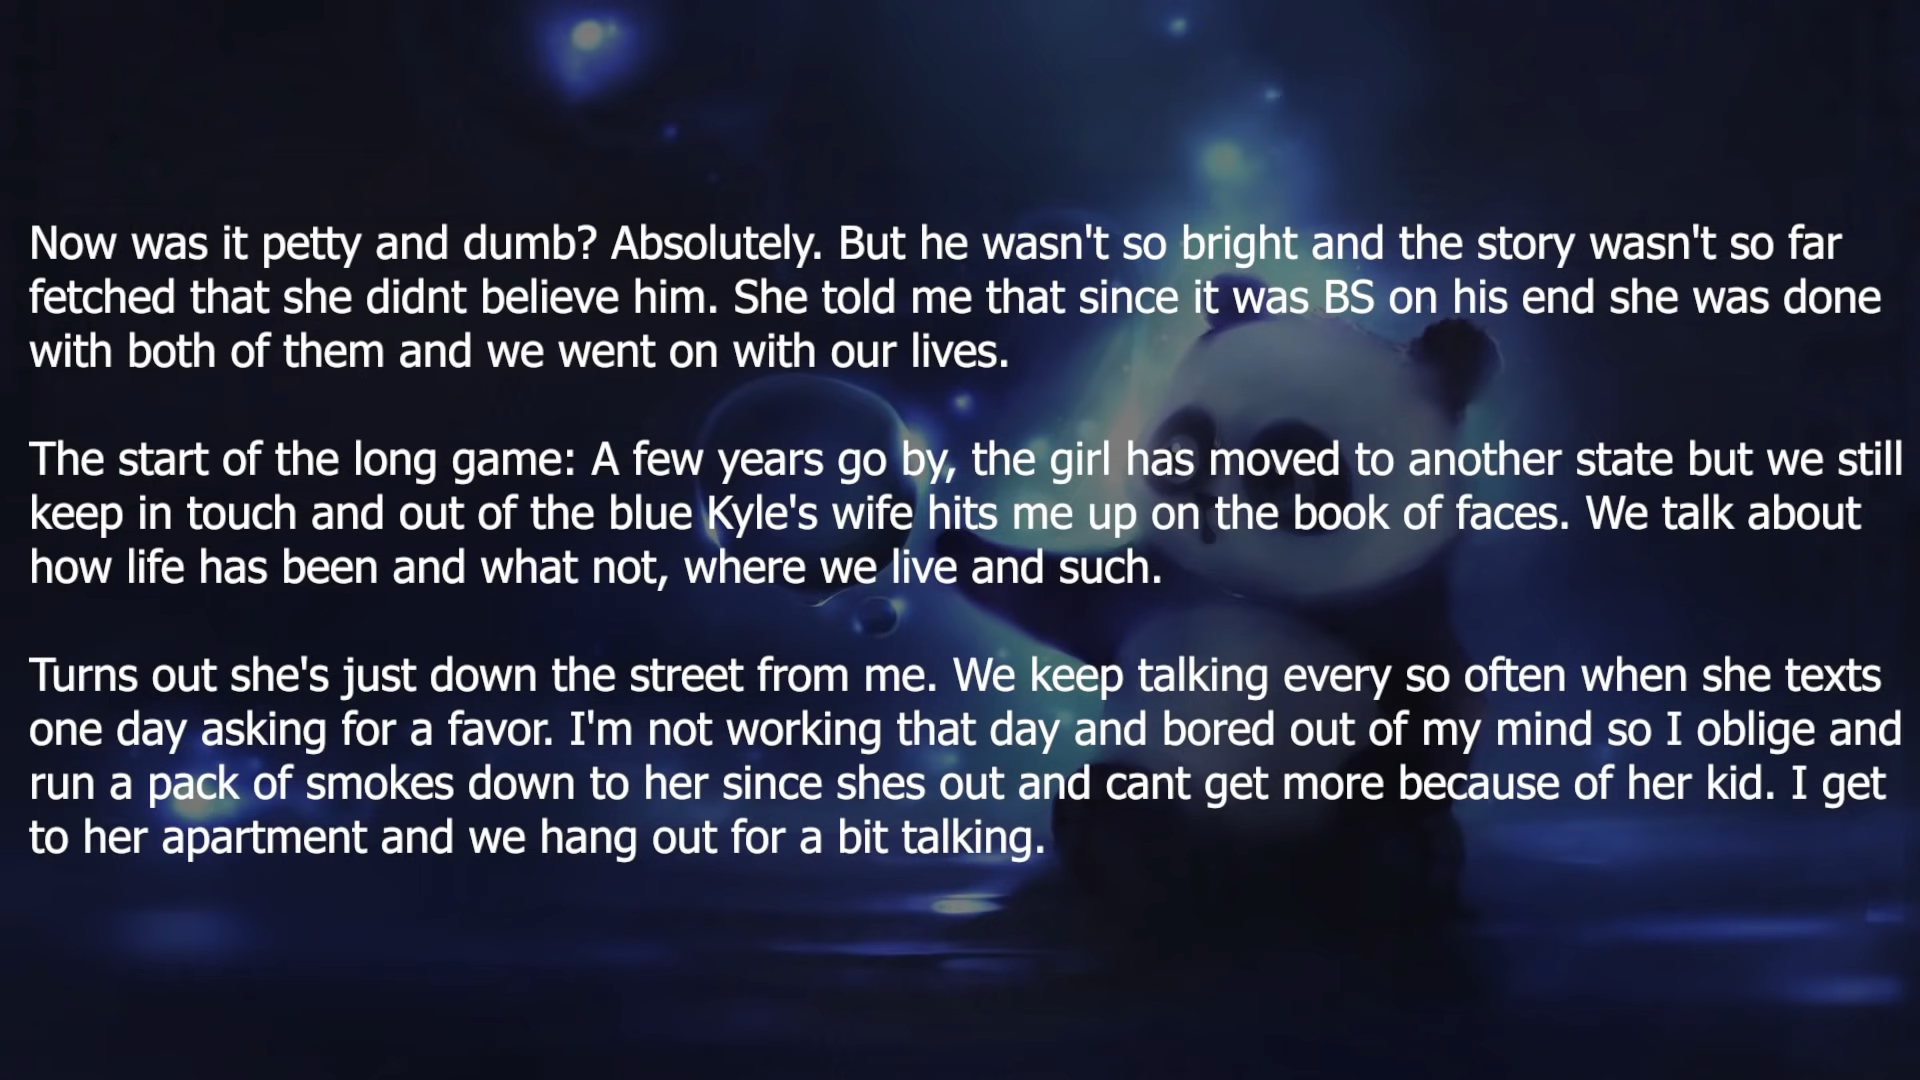 Now was it petty and dumb? Absolutely. But he wasn't so bright and the story wasn't so far
fetched that she didnt believe him. She told me that since it was BS on his end she was done
with both of them and we went on with our lives.
The start of the long game: A few years go by, the girl has moved to another state but we still
keep in touch and out of the blue Kyle's wife hits me up on the book of faces. We talk about
how life has been and what not, where we live and such.
Turns out she's just down the street from me. We keep talking every so often when she texts
one day asking for a favor. I'm not working that day and bored out of my mind so I oblige and
run a pack of smokes down to her since shes out and cant get more because of her kid. I get
to her apartment and we hang out for a bit talking.